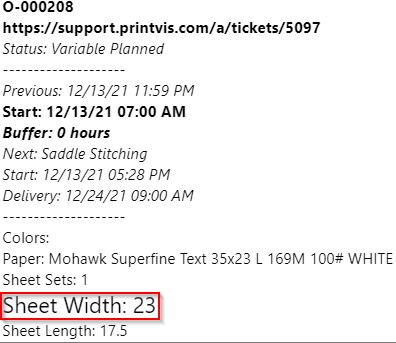 O-000208
https://support.printvis.com/a/tickets/5097
Status: Variable Planned
-------------------
Previous: 12/13/21 11:59 PM
Start: 12/13/21 07:00 AM
Buffer: 0 hours
Next: Saddle Stitching
Start: 12/13/21 05:28 PM
Delivery: 12/24/21 09:00 AM
-------------------
Colors:
Paper: Mohawk Superfine Text 35x23 L 169M 100# WHITE
Sheet Sets: 1
Sheet Width: 23
Sheet Length: 17.5